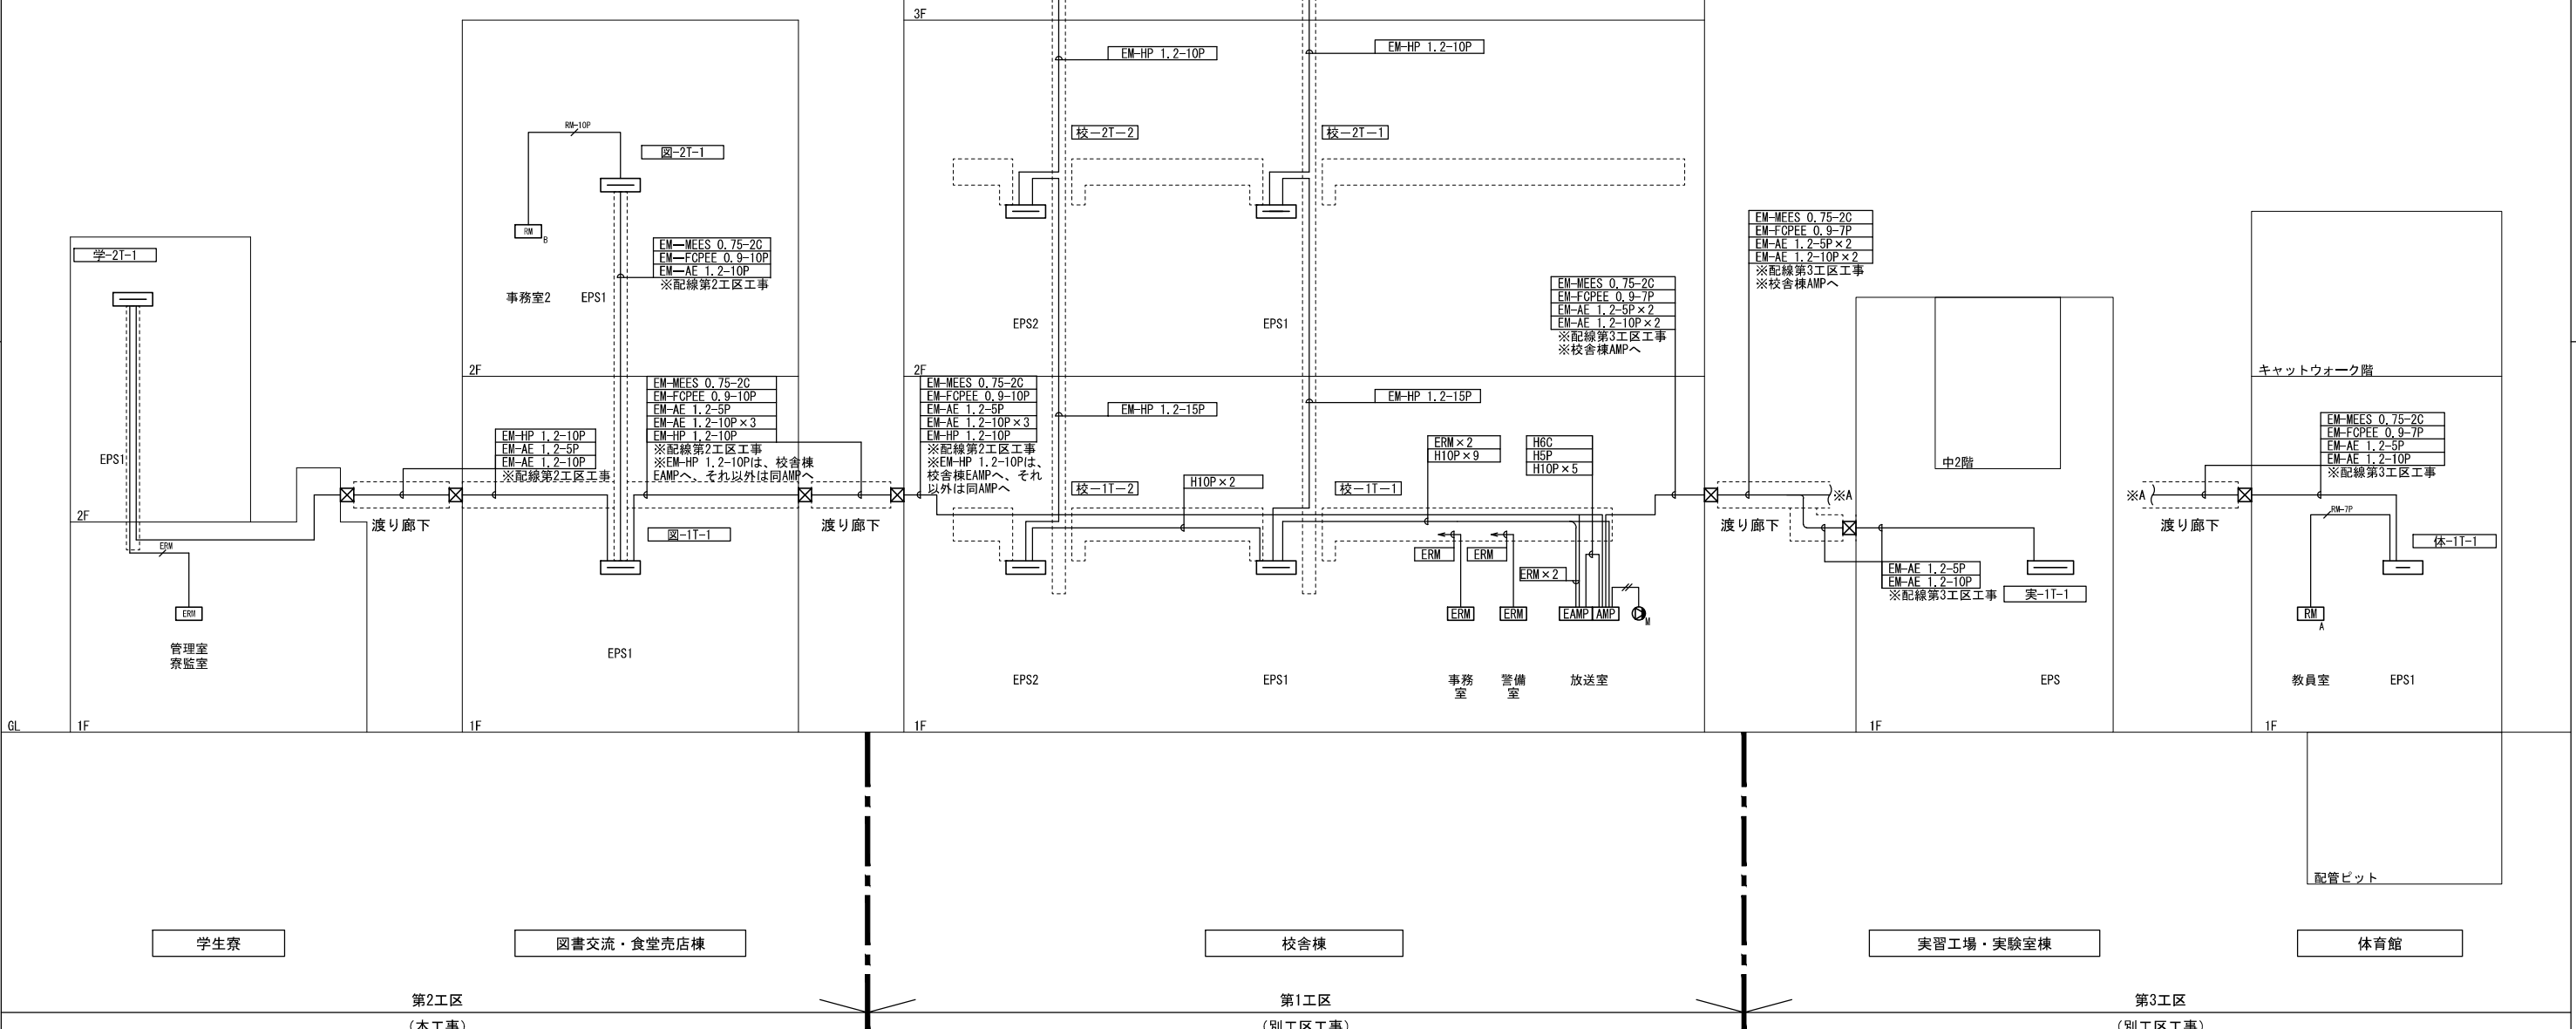 学-2T-1
EPS1
2F
ERM
ERM
管理室
寮監室
GL
1F
渡り廊下
RM-10P
図-2T-1
RM
B
事務室2
EPS1
EM―MEES 0.75-2C
EM―FCPEE 0.9-10P
EM―AE 1.2-10P
※配線第2工区工事
2F
EM-HP 1.2-10P
EM-AE 1.2-5P
EM-AE 1.2-10P
※配線第2工区工事
EM-MEES 0.75-2C
EM-FCPEE 0.9-10P
EM-AE 1.2-5P
EM-AE 1.2-10P×3
EM-HP 1.2-10P
※配線第2工区工事
※EM-HP 1.2-10Pは、校舎棟
EAMPへ、それ以外は同AMPへ
図-1T-1
EPS1
1F
渡り廊下
3F
EM-HP 1.2-10P
EM-HP 1.2-10P
校－2T－2
校－2T－1
EPS2
EPS1
EM-MEES 0.75-2C
EM-FCPEE 0.9-7P
EM-AE 1.2-5P×2
EM-AE 1.2-10P×2
※配線第3工区工事
※校舎棟AMPへ
2F
EM-MEES 0.75-2C
EM-FCPEE 0.9-10P
EM-AE 1.2-5P
EM-AE 1.2-10P×3
EM-HP 1.2-10P
※配線第2工区工事
※EM-HP 1.2-10Pは、
校舎棟EAMPへ、それ
以外は同AMPへ
EM-HP 1.2-15P
EM-HP 1.2-15P
ERM×2
H10P×9
H6C
H5P
H10P×5
校－1T－2
H10P×2
校－1T－1
ERM
ERM
ERM×2
ERM
ERM
EAMP
AMP
M
EPS2
EPS1
事務
室
警備
室
放送室
1F
EM-MEES 0.75-2C
EM-FCPEE 0.9-7P
EM-AE 1.2-5P×2
EM-AE 1.2-10P×2
※配線第3工区工事
※校舎棟AMPへ
中2階
※A
渡り廊下
EM-AE 1.2-5P
EM-AE 1.2-10P
※配線第3工区工事
実-1T-1
EPS
1F
キャットウォーク階
EM-MEES 0.75-2C
EM-FCPEE 0.9-7P
EM-AE 1.2-5P
EM-AE 1.2-10P
※配線第3工区工事
※A
渡り廊下
RM-7P
体-1T-1
RM
A
教員室
EPS1
1F
配管ピット
学生寮
図書交流・食堂売店棟
校舎棟
実習工場・実験室棟
体育館
第2工区
第1工区
第3工区
(本工事)
(別工区工事)
(別工区工事)